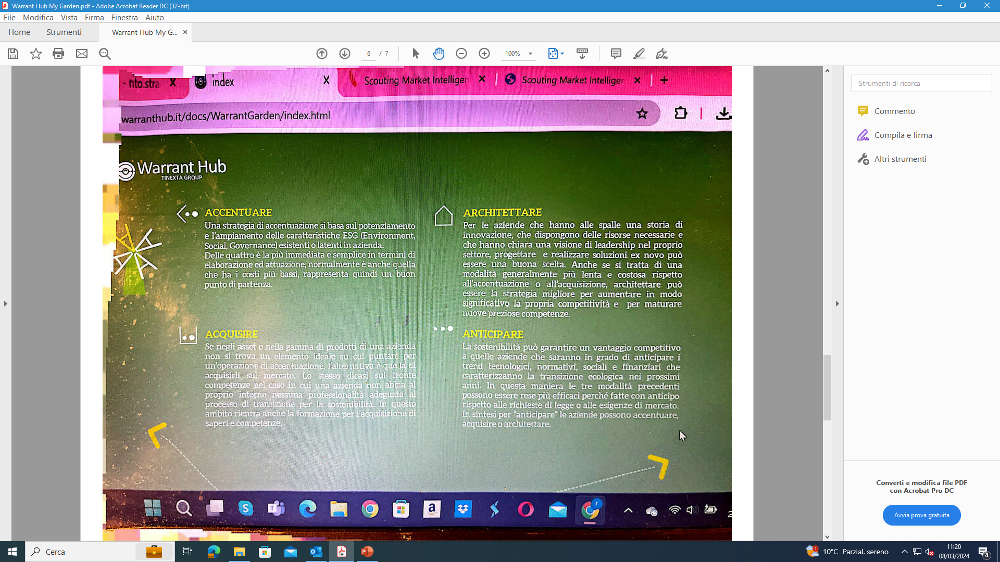 Warrant Hub My Garden.pdf - Adobe Acrobat Reader DC (32-bit)
File Modifica Vista Firma Finestra Aiuto
Home Strumenti Warrant Hub My G...
6 / 7 100%
nto.stra index Scouting Market Intelligen Scouting Market Intelliger
warranthub.it/docs/WarrantGarden/index.html
Warrant Hub
TINEXTA GROUP
ACCENTUARE
Una strategia di accentuazione si basa sul potenziamento
e l'ampiamento delle caratteristiche ESG (Environment,
Social, Governance) esistenti o latenti in azienda.
Delle quattro è la più immediata e semplice in termini di
elaborazione ed attuazione, normalmente è anche quella
che ha i costi più bassi, rappresenta quindi un buon
punto di partenza.
ARCHITETTARE
Per le aziende che hanno alle spalle una storia di
innovazione, che dispongono delle risorse necessarie e
che hanno chiara una visione di leadership nel proprio
settore, progettare e realizzare soluzioni ex novo può
essere una buona scelta. Anche se si tratta di una
modalità generalmente più lenta e costosa rispetto
all'accentuazione o all'acquisizione, architettare può
essere la strategia migliore per aumentare in modo
significativo la propria competitività e per maturare
nuove preziose competenze.
ACQUISIRE
Se negli asset o nella gamma di prodotti di una azienda
non si trova un elemento ideale su cui puntare per
un'operazione di accentuazione, l'alternativa è quella di
acquisirli sul mercato. Lo stesso dicasi sul fronte
competenze nel caso in cui una azienda non abbia al
proprio interno nessuna professionalità adeguata al
processo di transizione per la sostenibilità. In questo
ambito rientra anche la formazione per l'acquisizione di
saperi e competenze.
ANTICIPARE
La sostenibilità può garantire un vantaggio competitivo
a quelle aziende che saranno in grado di anticipare i
trend tecnologici, normativi, sociali e finanziari che
caratterizzanno la transizione ecologica nei prossimi
anni. In questa maniera le tre modalità precedenti
possono essere rese più efficaci perché fatte con anticipo
rispetto alle richieste di legge o alle esigenze di mercato.
In sintesi per "anticipare" le aziende possono accentuare,
acquisire o architettare.
Strumenti di ricerca
Commento
Compila e firma
Altri strumenti
Converti e modifica file PDF
con Acrobat Pro DC
Avvia prova gratuita
Cerca
10°C Parzial. sereno
11:20
08/03/2024
4